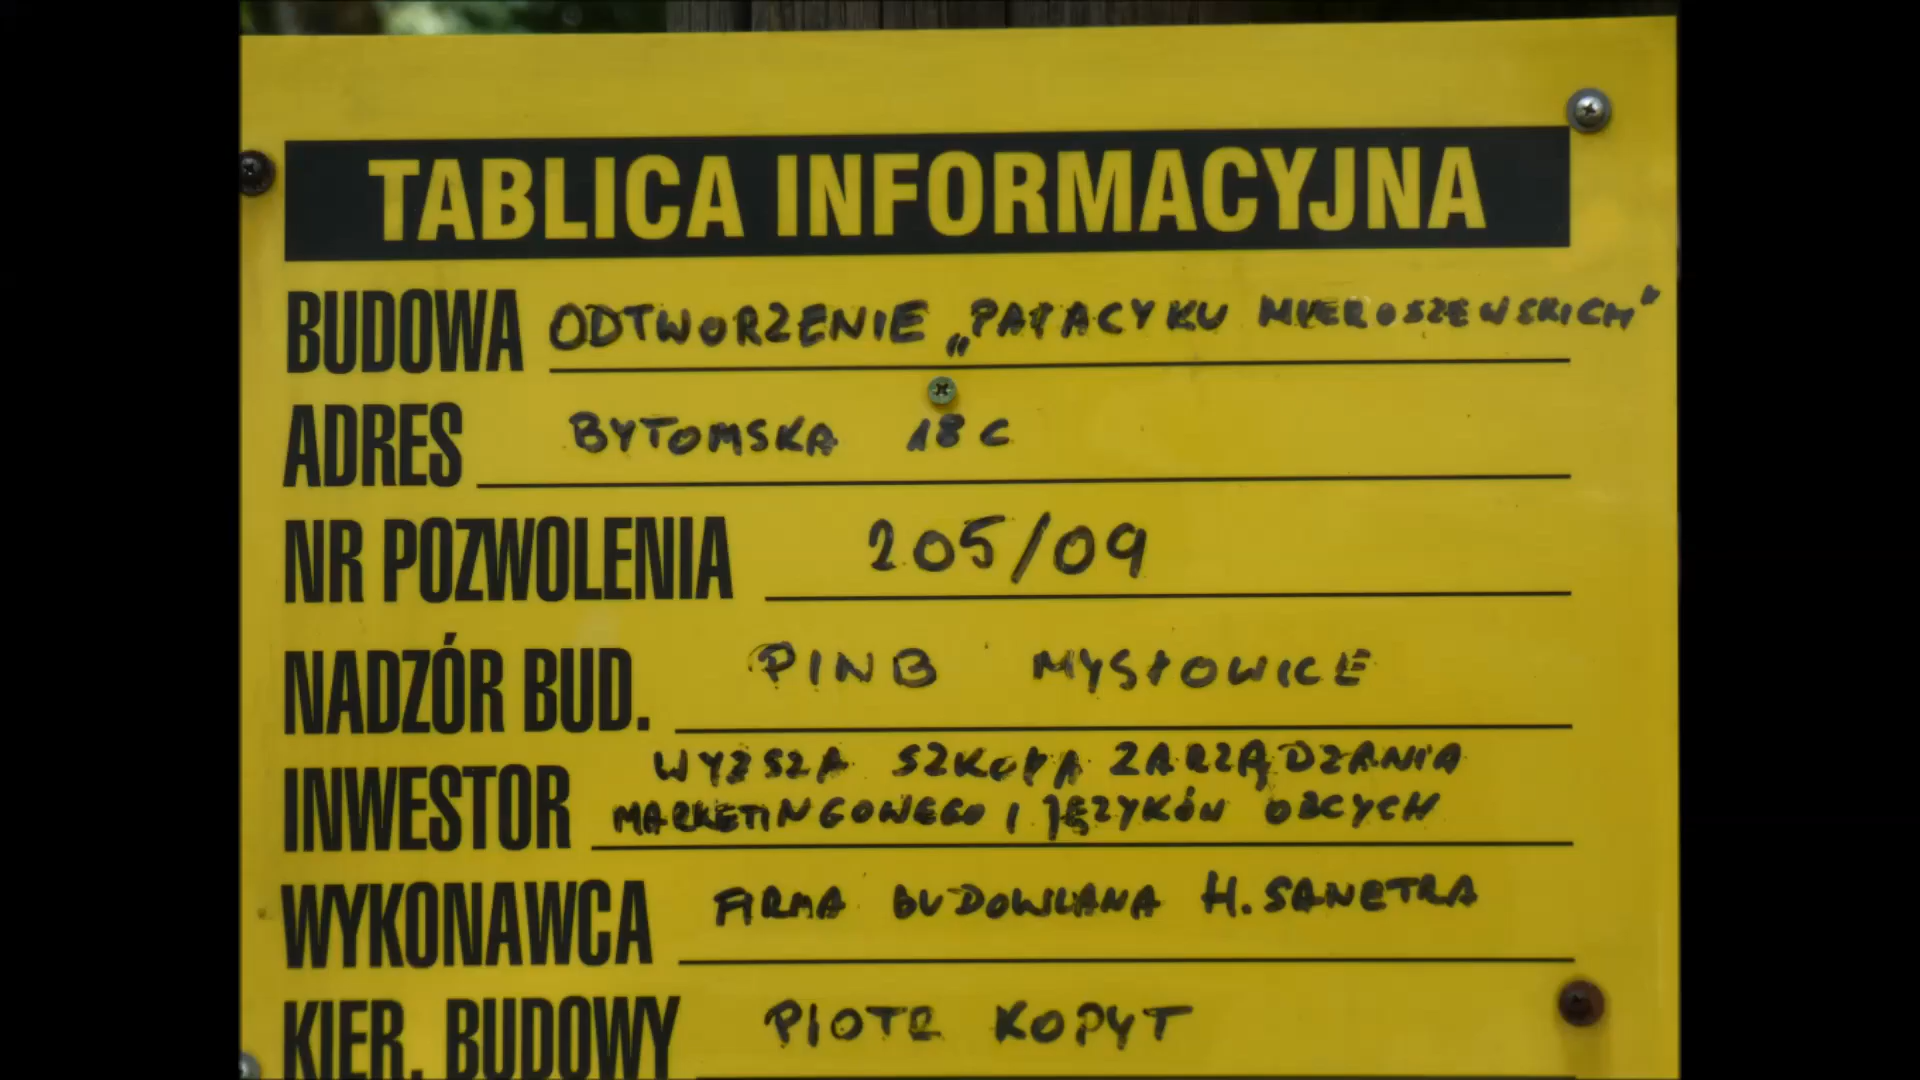 TABLICA INFORMACYJNA
BUDOWA ODTWORZENIE „PAŁACYKU MIEROSZEWSKICH"
ADRES BYTOMSKA 18C
NR POZWOLENIA 205/09
NADZÓR BUD. PINB MYSŁOWICE
WYŻSZA SZKOŁA ZARZĄDZANIA
INWESTOR MARKETINGOWEGO I JĘZYKÓW OBCYCH
WYKONAWCA FIRMA BUDOWLANA H. SANETRA
KIER. BUDOWY PIOTR KOPYT